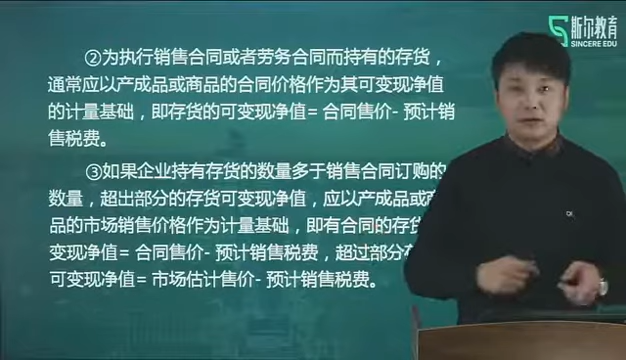 斯尔教育
SINCERE EDU
②为执行销售合同或者劳务合同而持有的存货，
通常应以产成品或商品的合同价格作为其可变现净值
的计量基础，即存货的可变现净值= 合同售价- 预计销
售税费。
③如果企业持有存货的数量多于销售合同订购的
数量，超出部分的存货可变现净值，应以产成品或商
品的市场销售价格作为计量基础，即有合同的存货
变现净值= 合同售价- 预计销售税费，超过部分存
可变现净值= 市场估计售价- 预计销售税费。